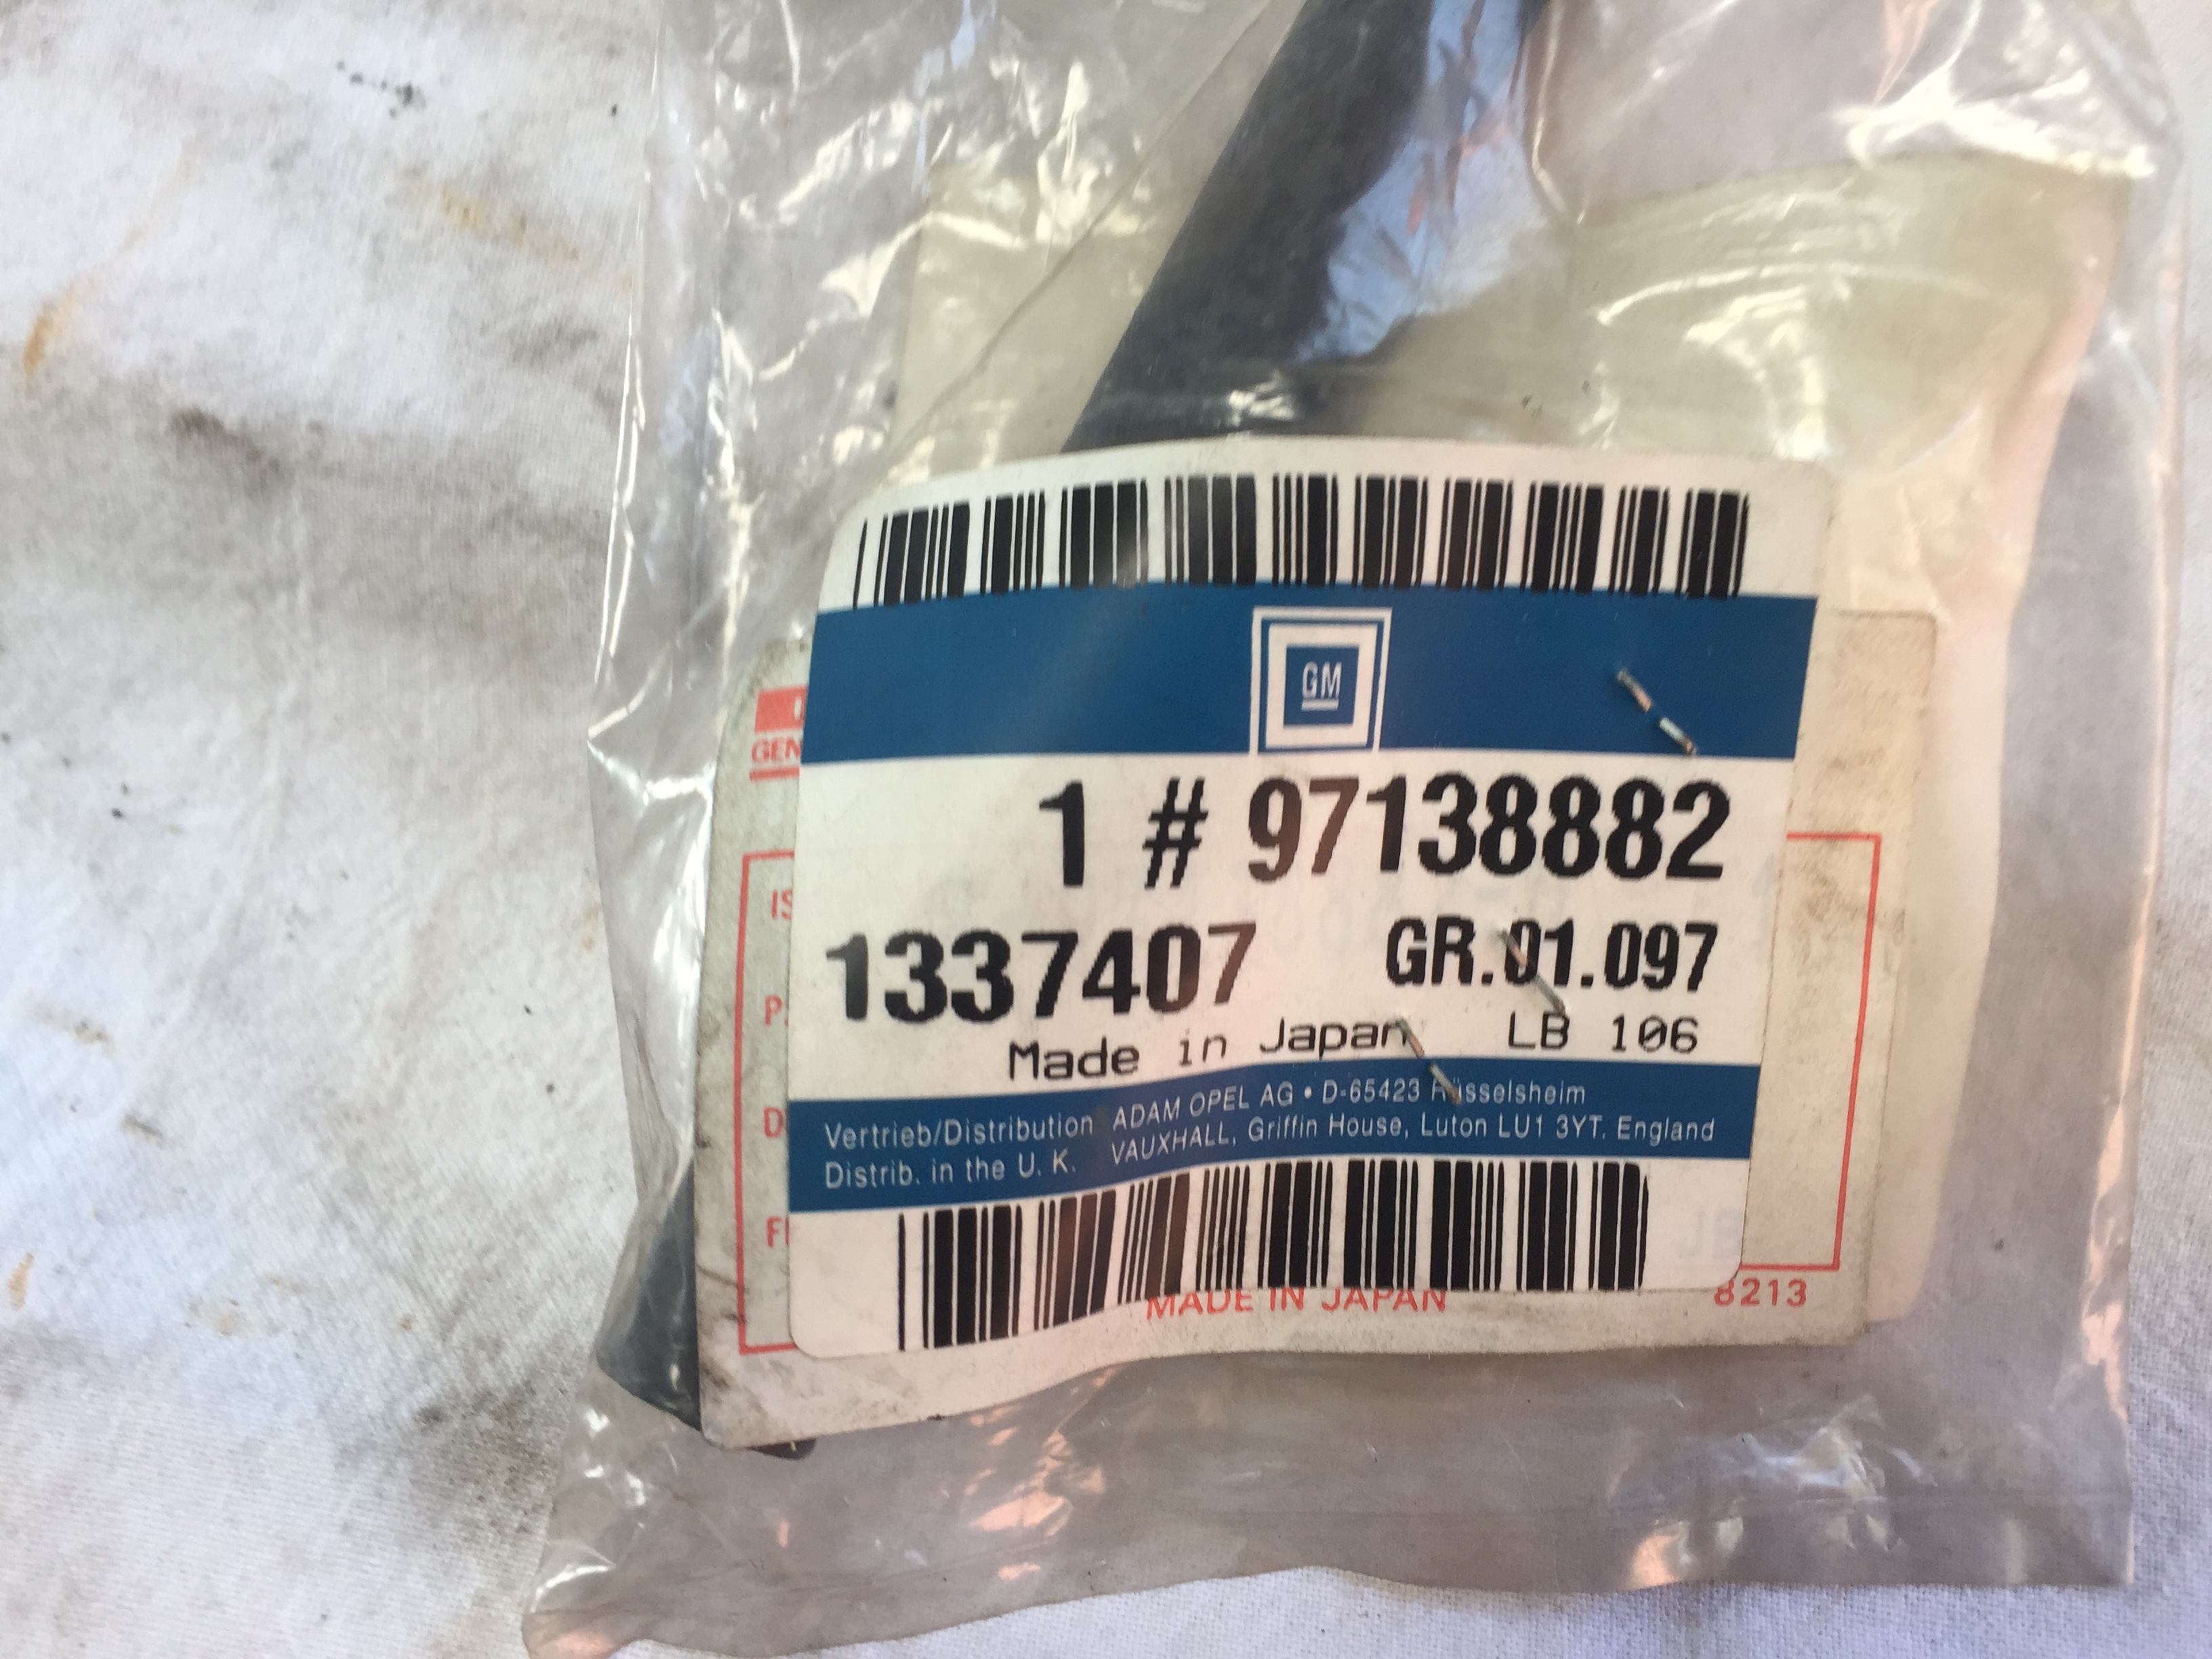 GM
1 # 97138882
1337407 GR.01.097
Made in Japan LB 106
Vertrieb/Distribution ADAM OPEL AG • D-65423 Rüsselsheim
Distrib. in the U. K. VAUXHALL, Griffin House, Luton LU1 3YT. England
MADE IN JAPAN 8213